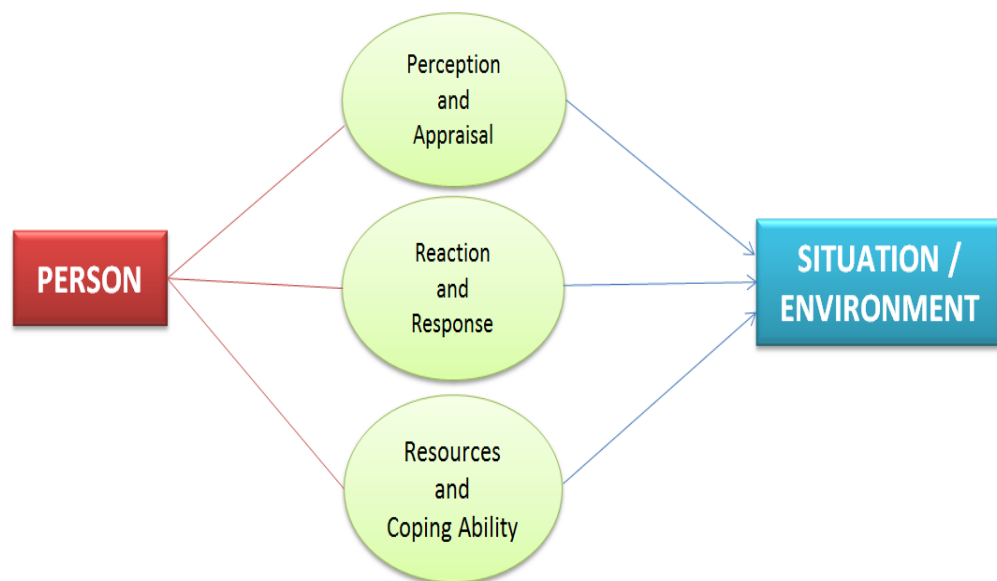 PERSON
Perception
and
Appraisal
Reaction
and
Response
Resources
and
Coping Ability
SITUATION /
ENVIRONMENT